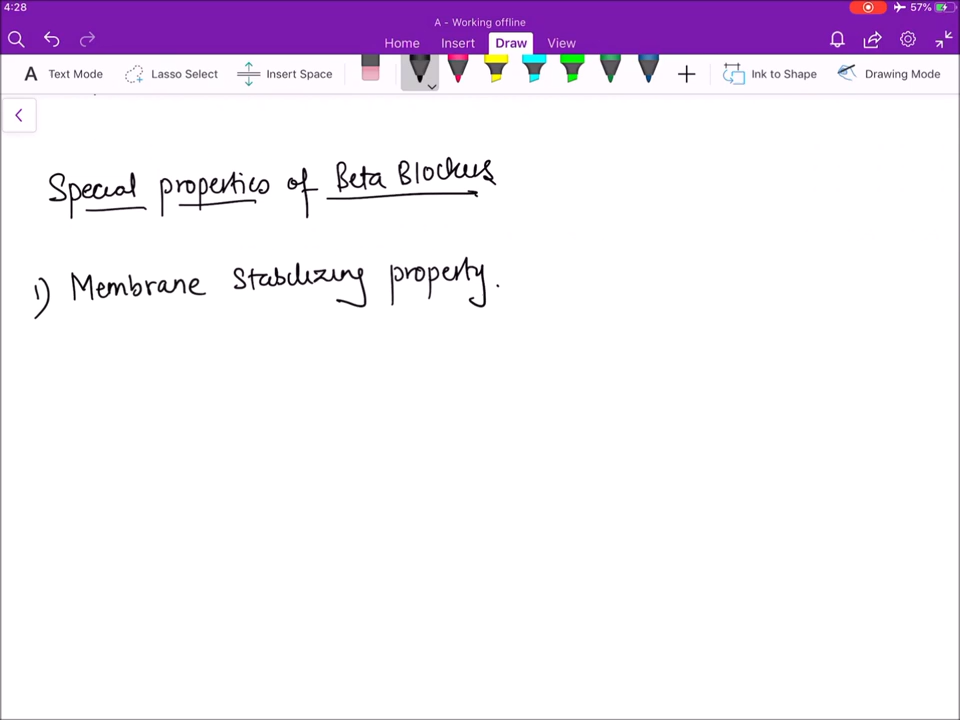 4:28
57%
A - Working offline
Home Insert Draw View
A Text Mode Lasso Select Insert Space Ink to Shape Drawing Mode
Special properties of Beta Blockers
1) Membrane Stabilizing property.